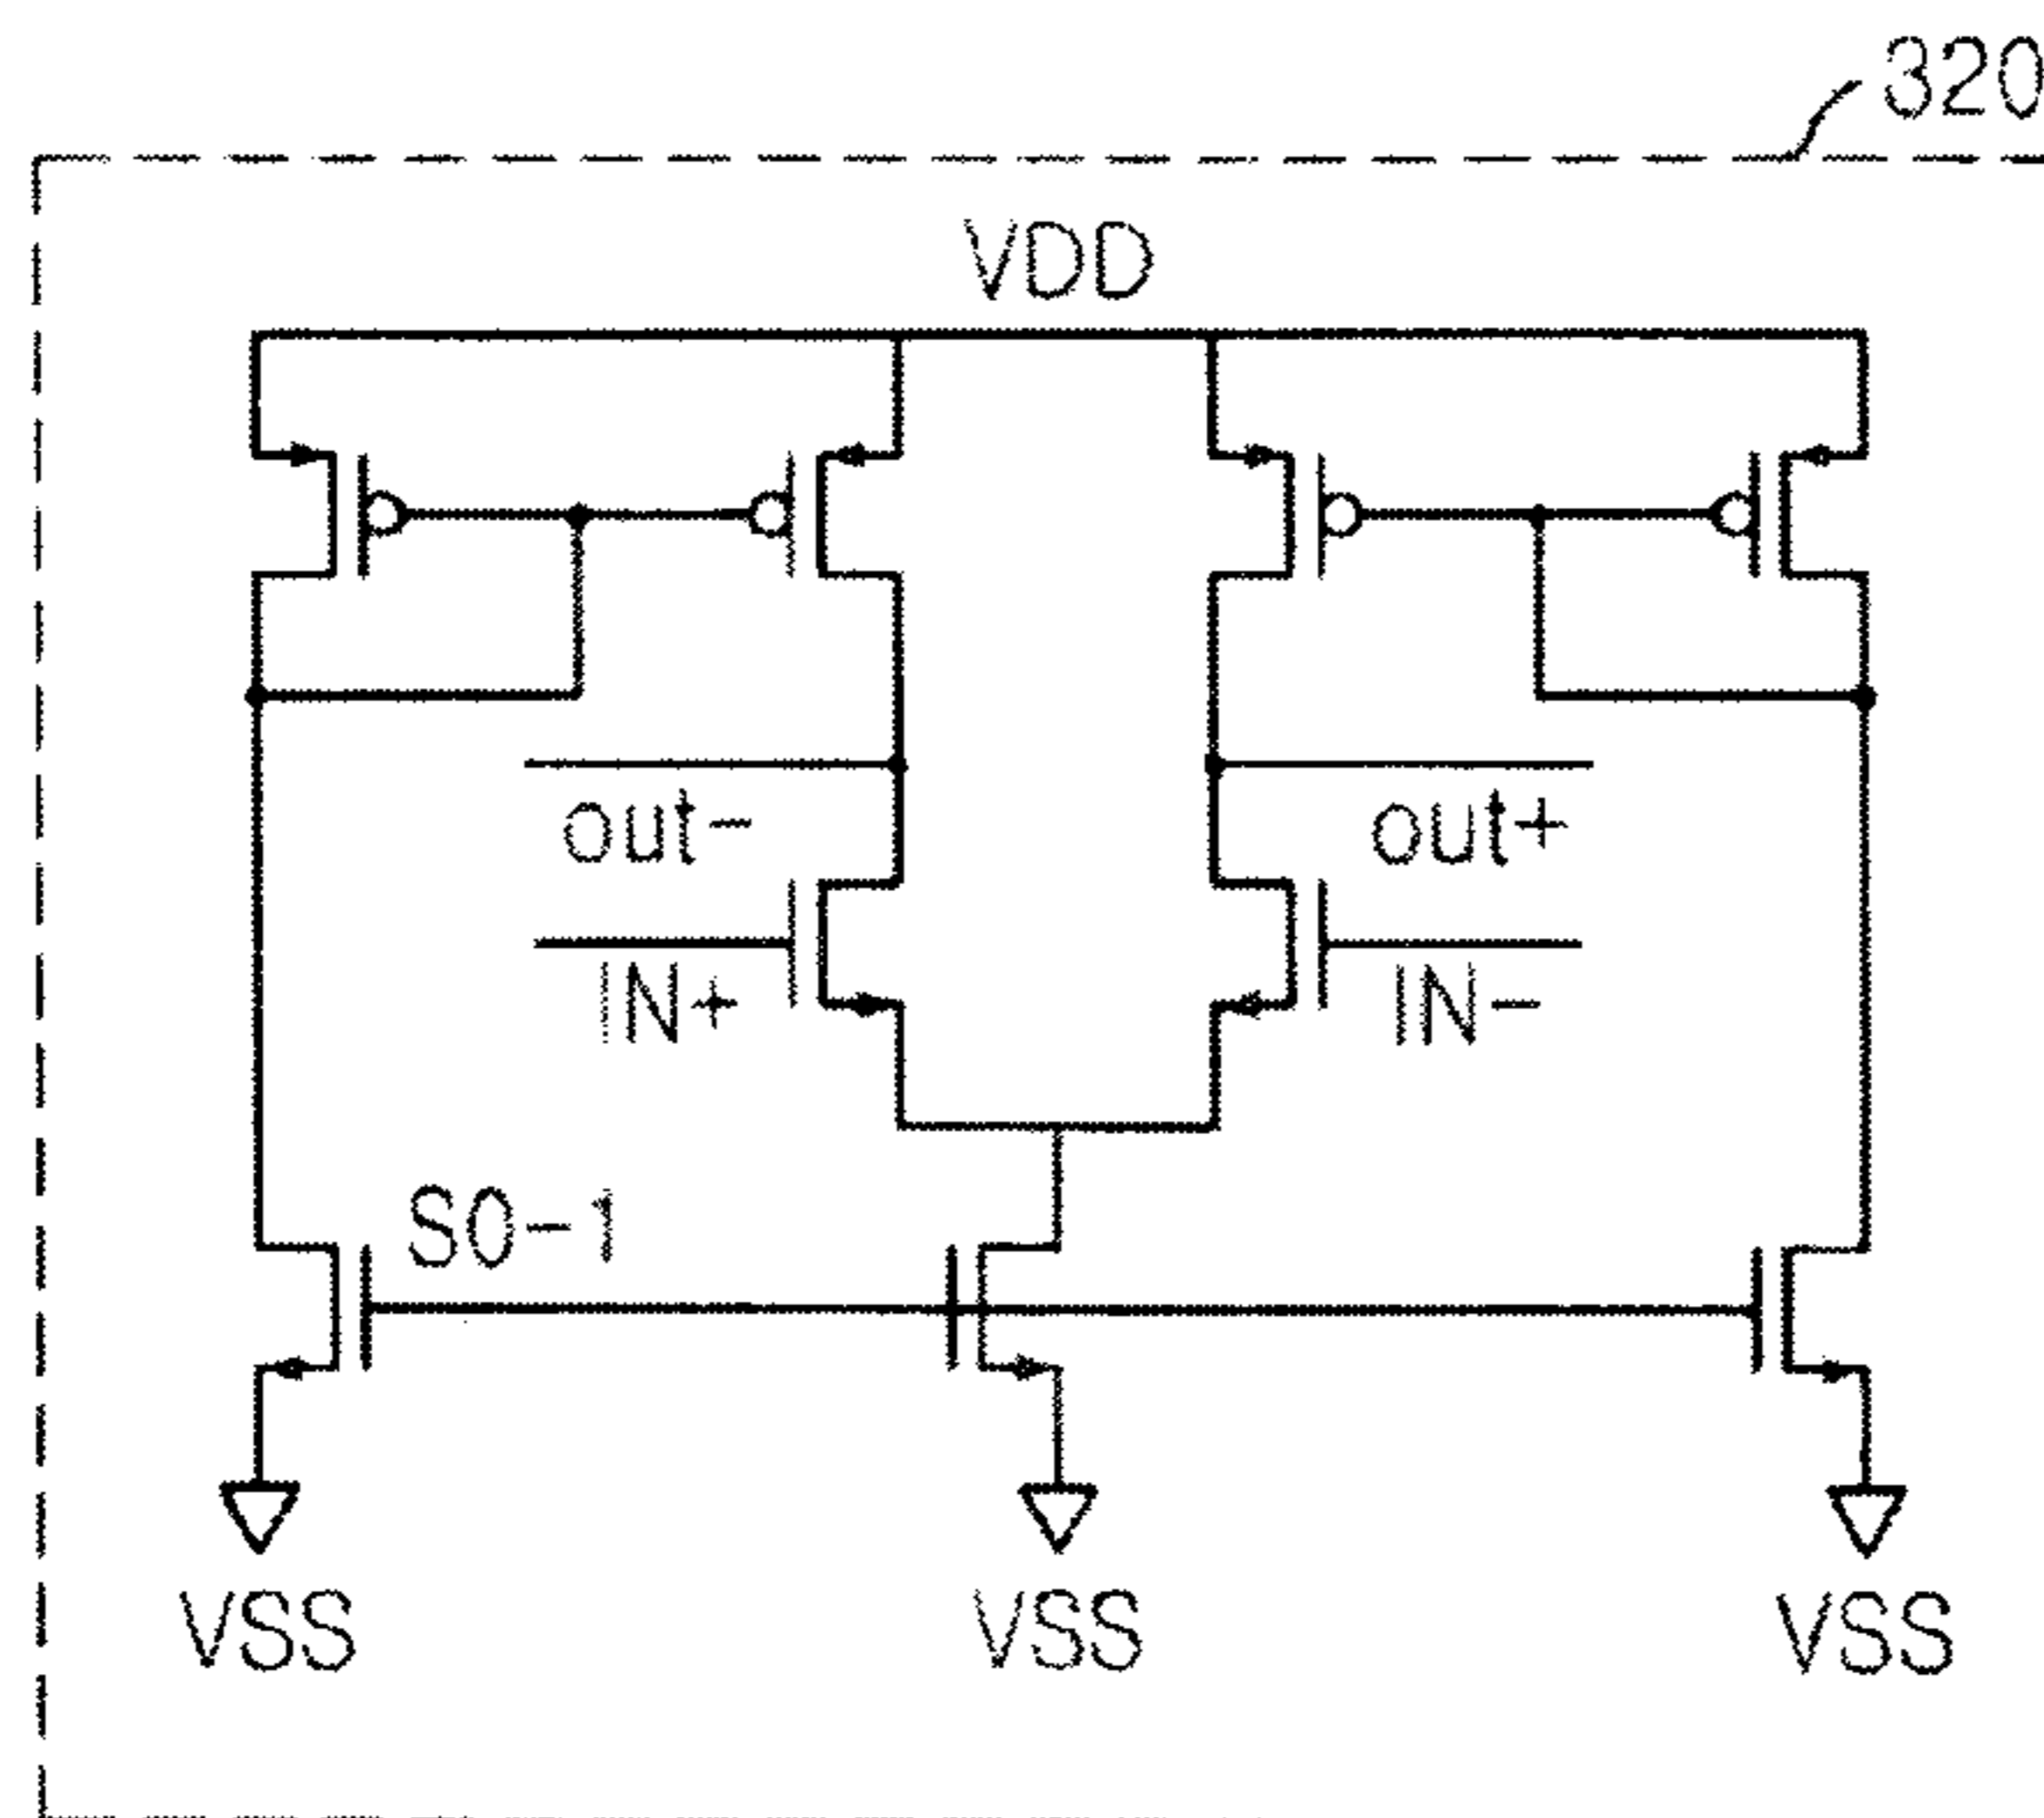 320
VDD
out- out+
IN+ IN-
S0-1
VSS VSS VSS